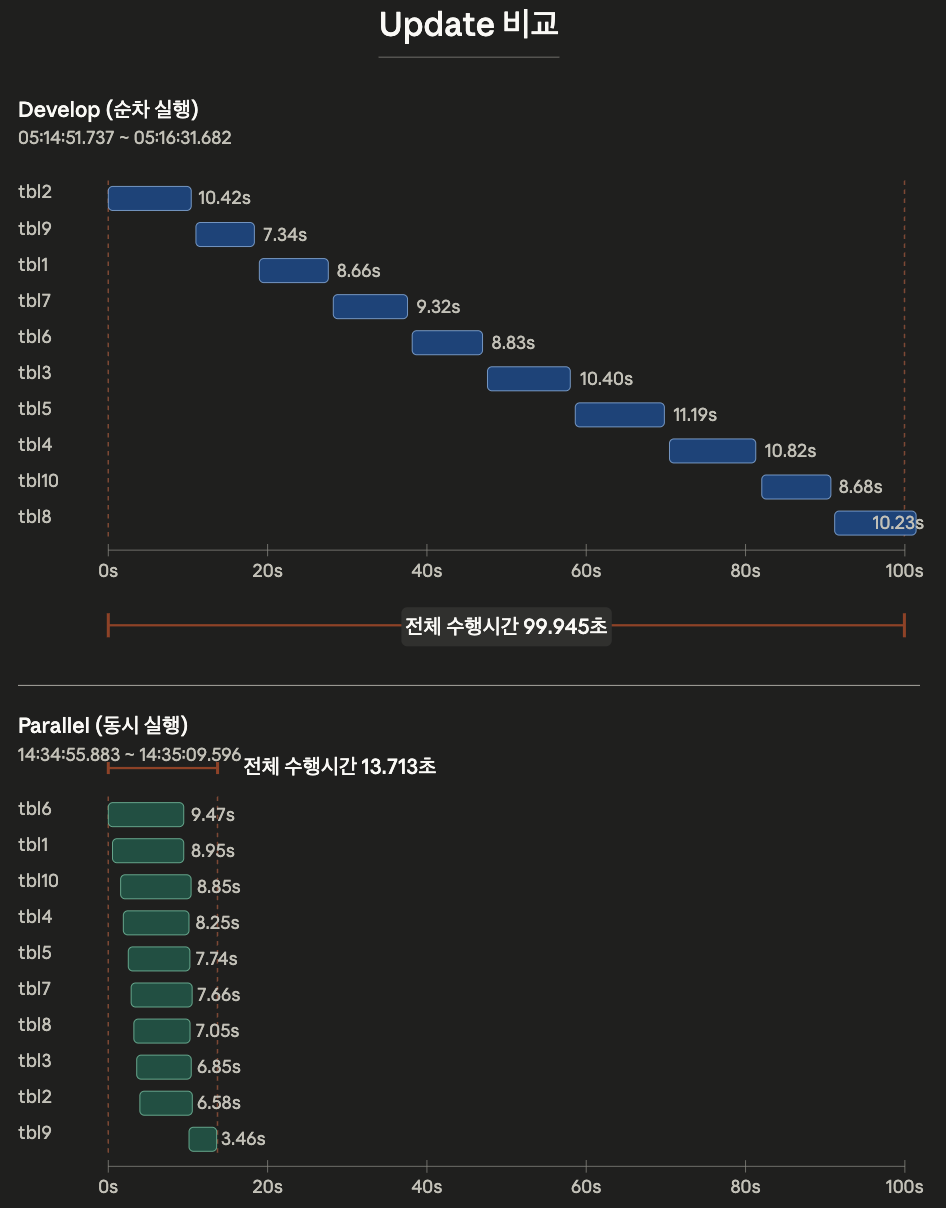 Update 비교
Develop (순차 실행)
05:14:51.737 ~ 05:16:31.682
tbl2 10.42s
tbl9 7.34s
tbl1 8.66s
tbl7 9.32s
tbl6 8.83s
tbl3 10.40s
tbl5 11.19s
tbl4 10.82s
tbl10 8.68s
tbl8 10.23s
0s 20s 40s 60s 80s 100s
전체 수행시간 99.945초
Parallel (동시 실행)
14:34:55.883 ~ 14:35:09.596
전체 수행시간 13.713초
tbl6 9.47s
tbl1 8.95s
tbl10 8.85s
tbl4 8.25s
tbl5 7.74s
tbl7 7.66s
tbl8 7.05s
tbl3 6.85s
tbl2 6.58s
tbl9 3.46s
0s 20s 40s 60s 80s 100s